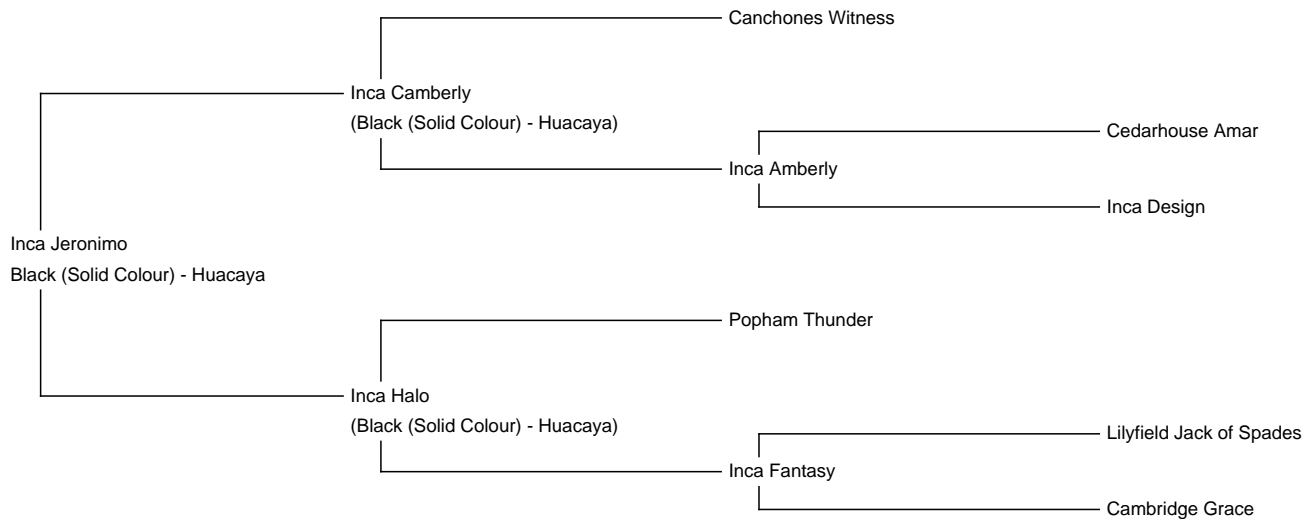 Canchones Witness
Inca Camberly
(Black (Solid Colour) - Huacaya)
Cedarhouse Amar
Inca Amberly
Inca Design
Inca Jeronimo
Black (Solid Colour) - Huacaya
Popham Thunder
Inca Halo
(Black (Solid Colour) - Huacaya)
Lilyfield Jack of Spades
Inca Fantasy
Cambridge Grace